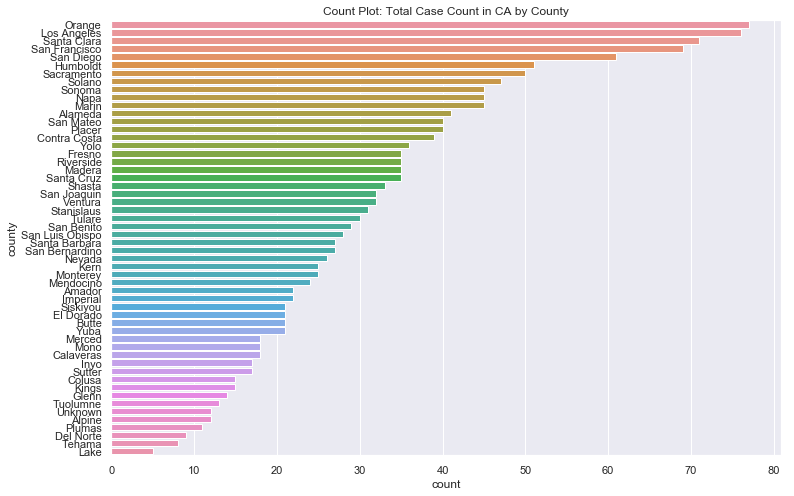 Count Plot: Total Case Count in CA by County
county
Orange
Los Angeles
Santa Clara
San Francisco
San Diego
Humboldt
Sacramento
Solano
Sonoma
Napa
Marin
Alameda
San Mateo
Placer
Contra Costa
Yolo
Fresno
Riverside
Madera
Santa Cruz
Shasta
San Joaquin
Ventura
Stanislaus
Tulare
San Benito
San Luis Obispo
Santa Barbara
San Bernardino
Nevada
Kern
Monterey
Mendocino
Amador
Imperial
Siskiyou
El Dorado
Butte
Yuba
Merced
Mono
Calaveras
Inyo
Sutter
Colusa
Kings
Glenn
Tuolumne
Unknown
Alpine
Plumas
Del Norte
Tehama
Lake
0 10 20 30 40 50 60 70 80
count